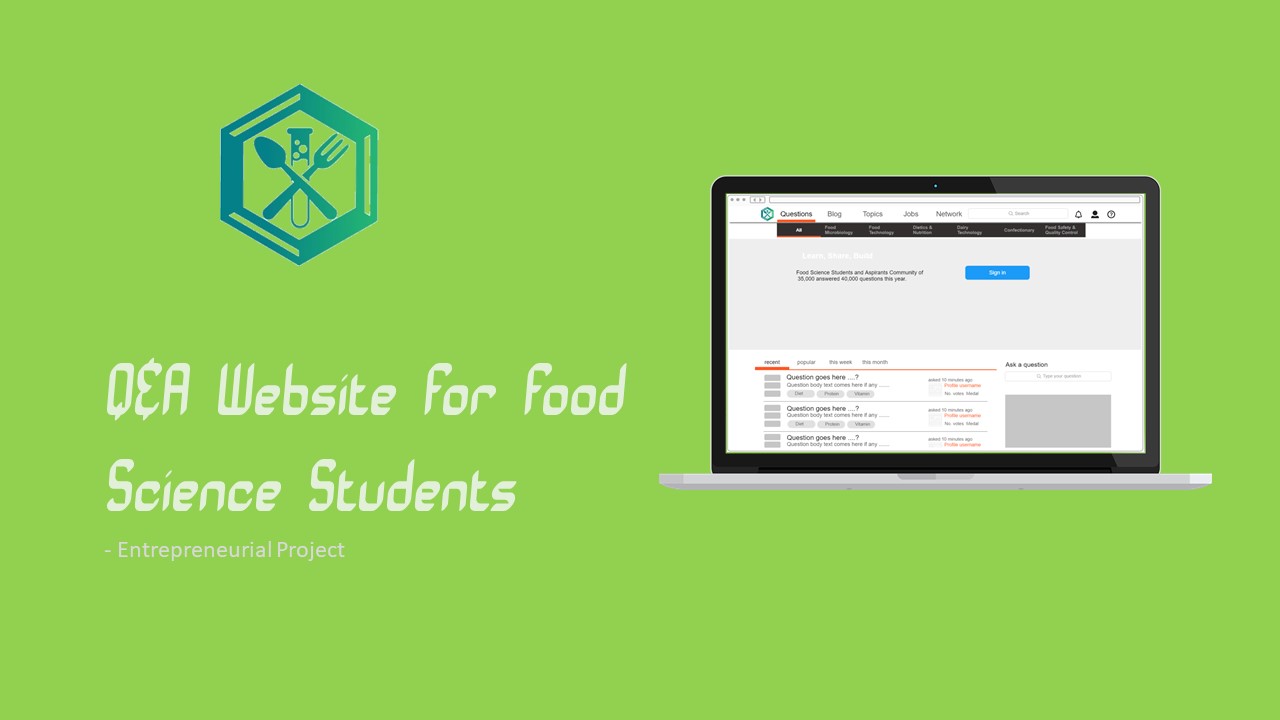 Q&A Website for Food
Science Students
- Entrepreneurial Project
Questions Blog Topics Jobs Network Search
All Food Microbiology Food Technology Dietics & Nutrition Dairy Technology Confectionary Food Safety & Quality Control
Learn, Share, Build
Food Science Students and Aspirants Community of
35,000 answered 40,000 questions this year.
Sign in
recent popular this week this month
Question goes here ....?
Question body text comes here if any ......
Diet Protein Vitamin
asked 10 minutes ago
Profile username
No. votes Medal
Question goes here ....?
Question body text comes here if any ......
Diet Protein Vitamin
asked 10 minutes ago
Profile username
No. votes Medal
Question goes here ....?
Question body text comes here if any ......
asked 10 minutes ago
Profile username
Ask a question
Type your question